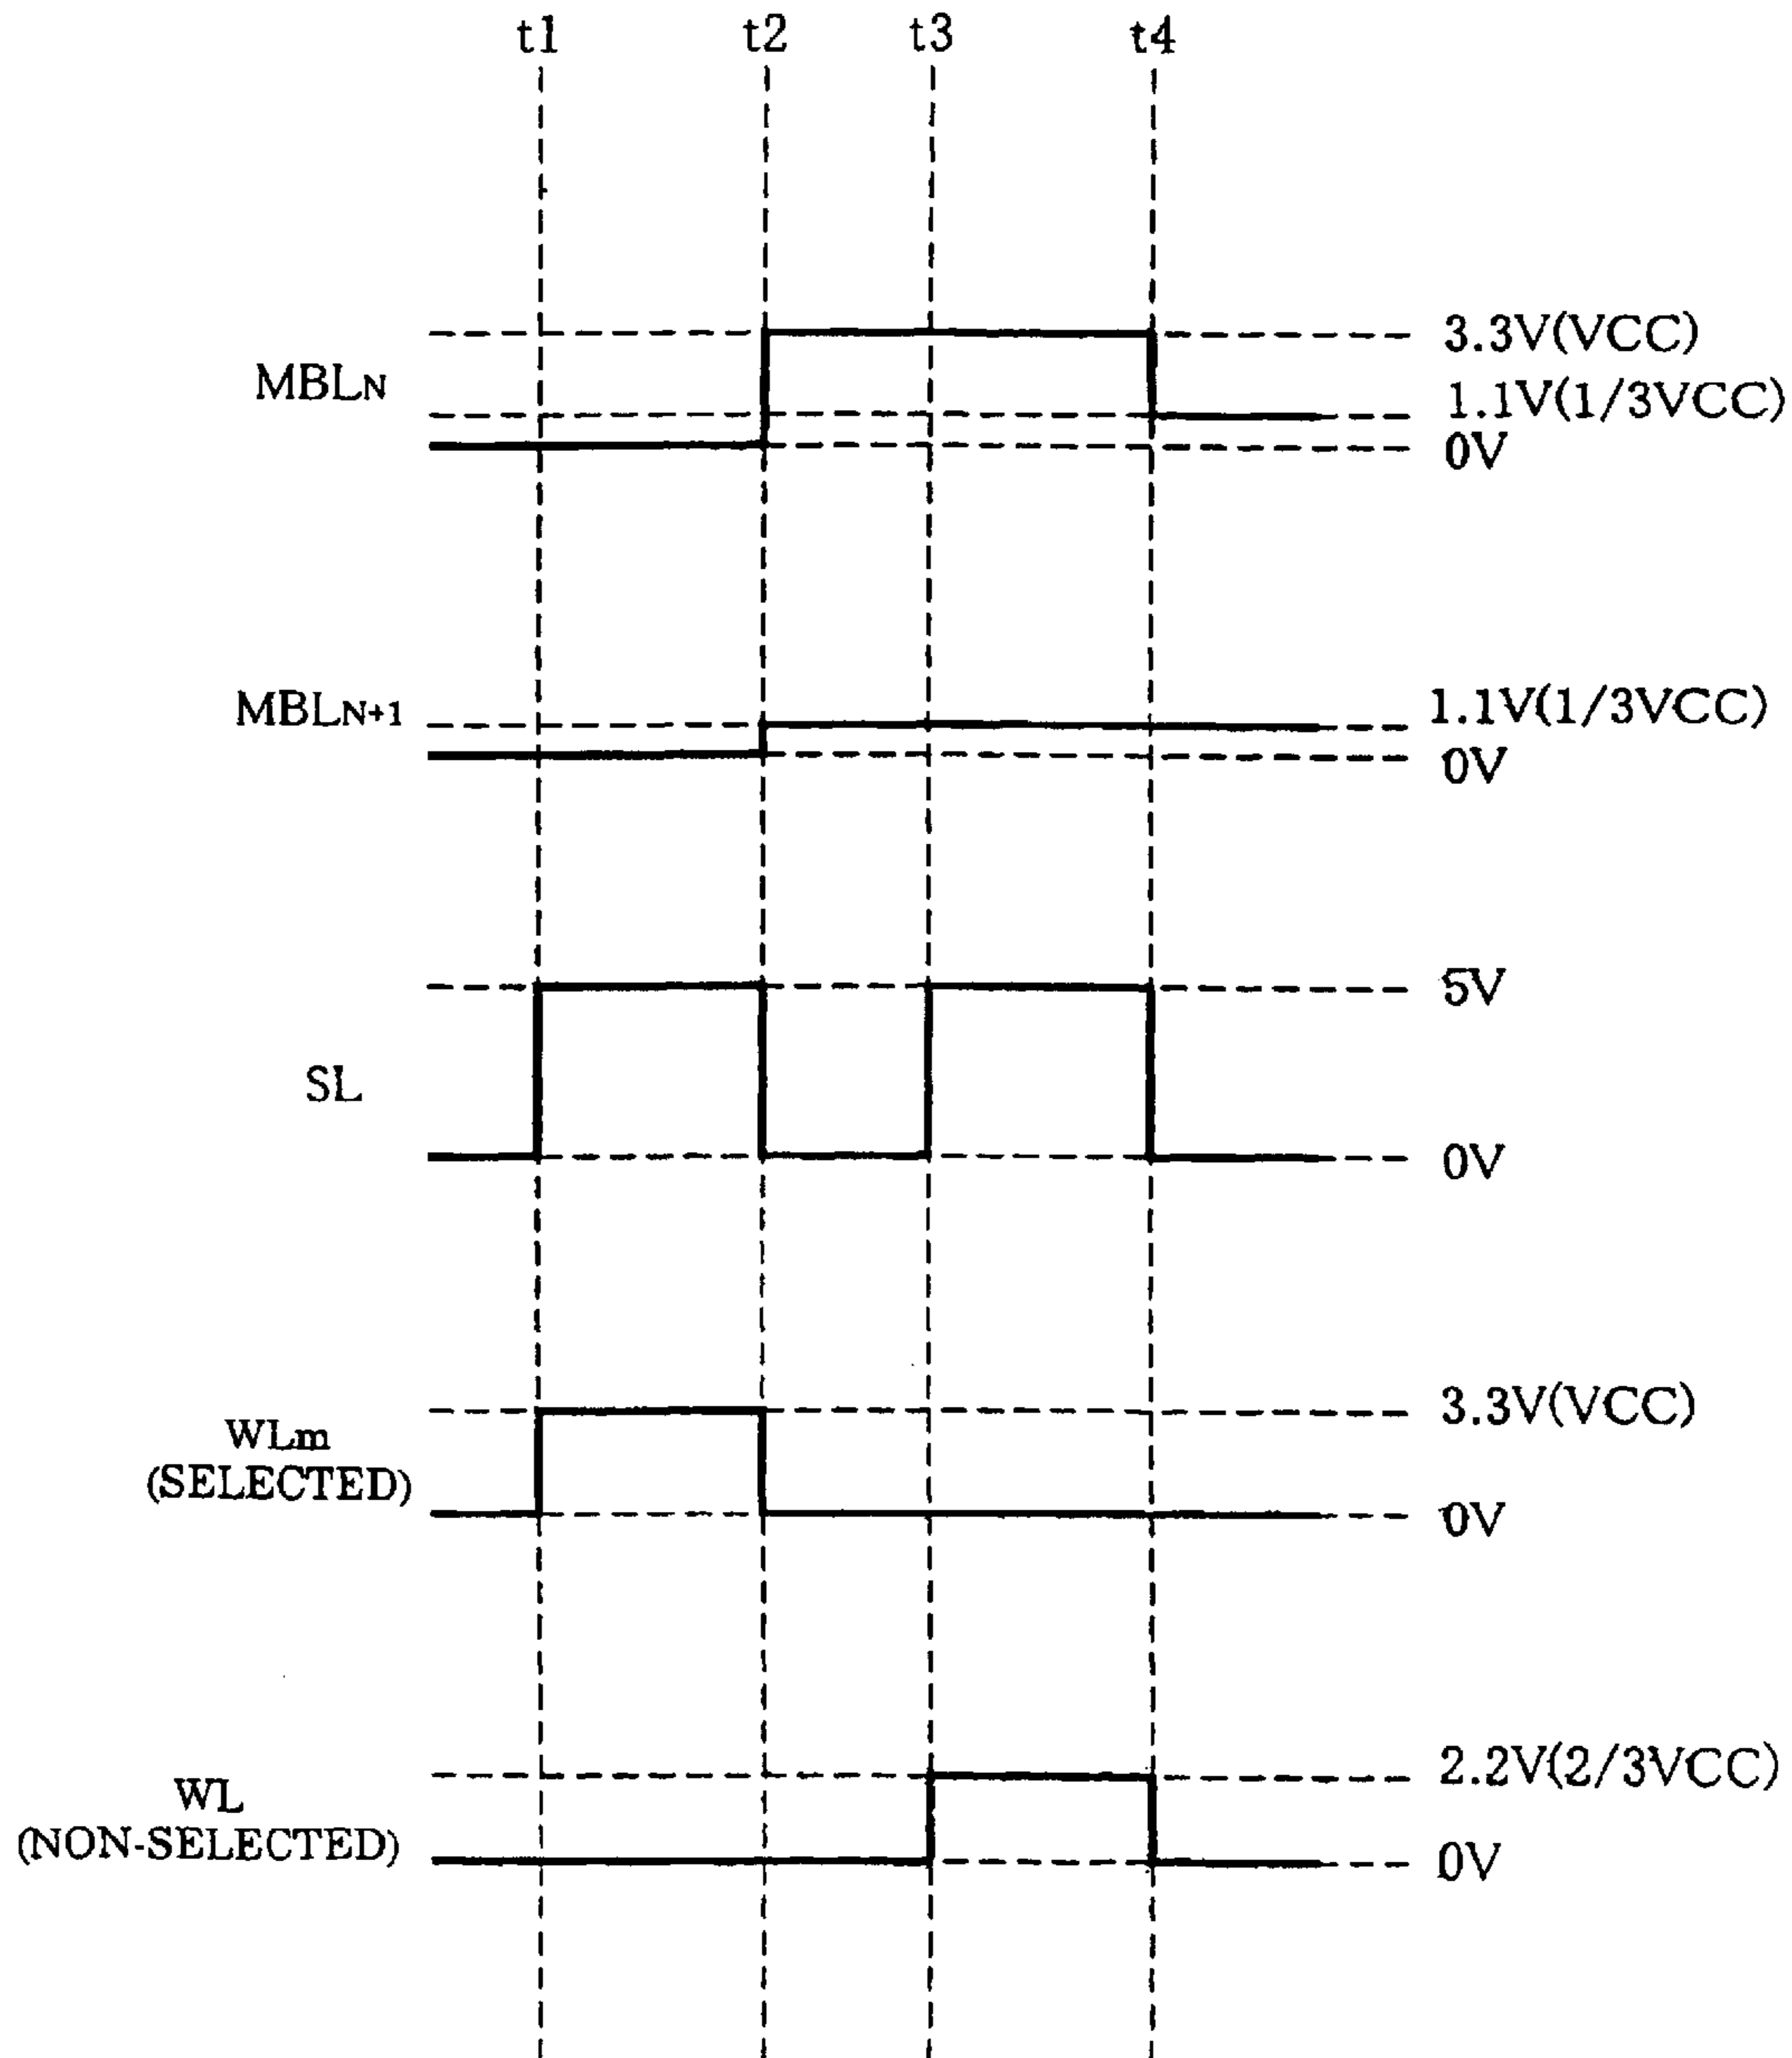 t1 t2 t3 t4
3.3V(VCC)
MBLN
1.1V(1/3VCC)
0V
MBLN+1
1.1V(1/3VCC)
0V
5V
SL
0V
3.3V(VCC)
WLm
(SELECTED)
0V
2.2V(2/3VCC)
WL
(NON-SELECTED)
0V